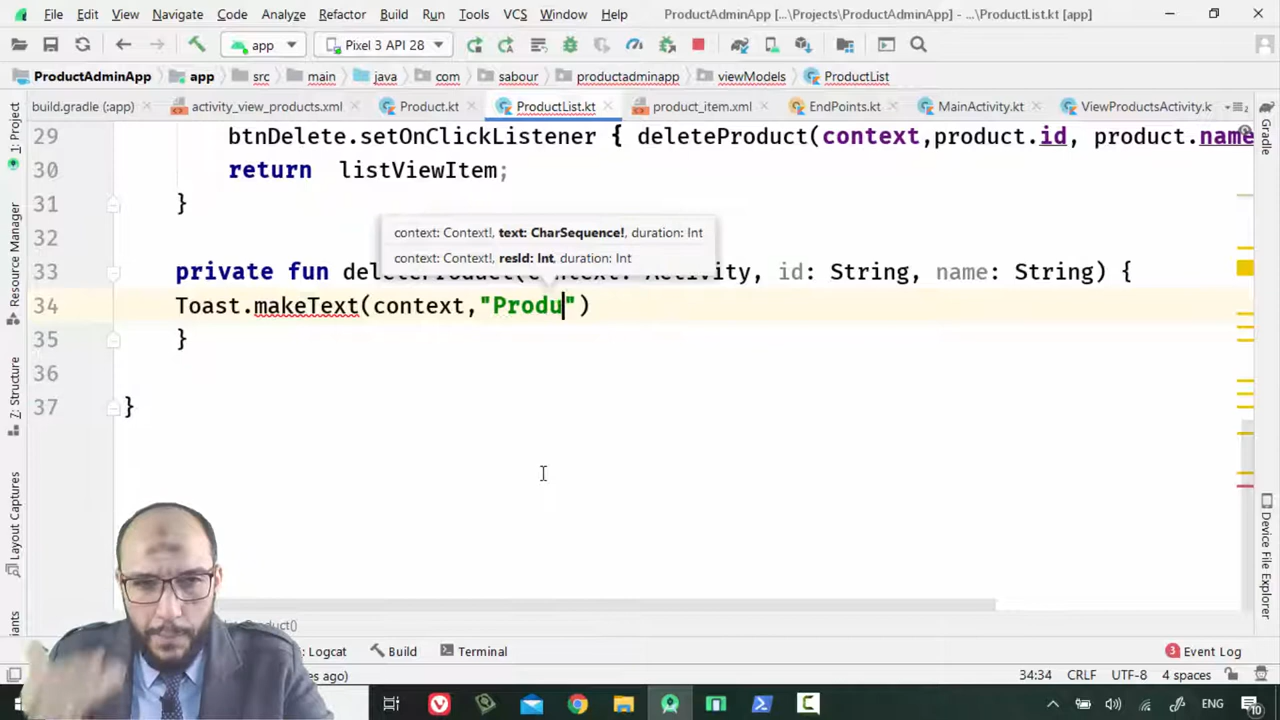 File Edit View Navigate Code Analyze Refactor Build Run Tools VCS Window Help ProductAdminApp [...\Projects\ProductAdminApp] - ...\ProductList.kt [app]
app Pixel 3 API 28
ProductAdminApp app src main java com sabour productadminapp viewModels ProductList
build.gradle (:app) activity_view_products.xml Product.kt ProductList.kt product_item.xml EndPoints.kt MainActivity.kt ViewProductsActivity.k
1: Project
Resource Manager
Z: Structure
Layout Captures
Gradle
Device File Explorer
29 btnDelete.setOnClickListener { deleteProduct(context,product.id, product.name
30 return listViewItem;
31 }
32
context: Context!, text: CharSequence!, duration: Int
context: Context!, resId: Int, duration: Int
33 private fun deleteProduct( Activity, id: String, name: String) {
34 Toast.makeText(context,"Produ")
35 }
36
37 }
Logcat Build Terminal 3 Event Log
34:34 CRLF UTF-8 4 spaces
ENG 10